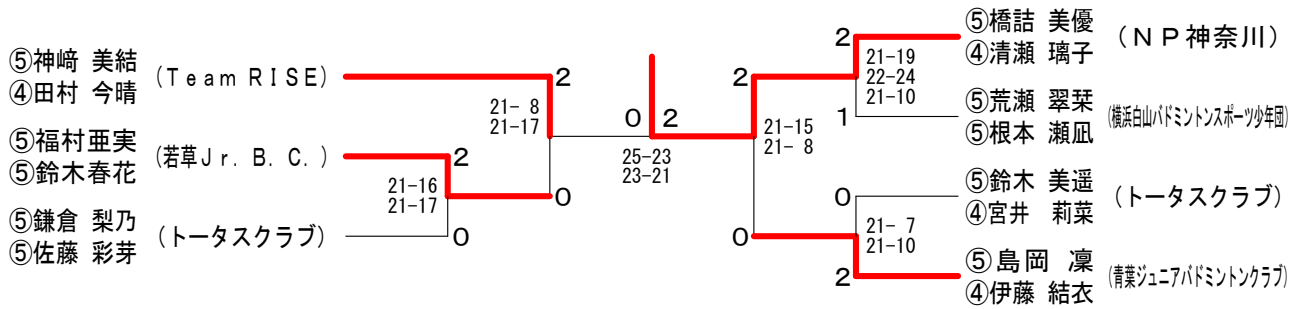 ⑤神﨑 美結
④田村 今晴
(Team RISE)
⑤福村亜実
⑤鈴木春花
(若草Jr. B. C. )
⑤鎌倉 梨乃
⑤佐藤 彩芽
(トータスクラブ)
2
21- 8
21-17
0
2
21-16
21-17
0
0
2
25-23
23-21
2
21-15
21- 8
0
2
21-19
22-24
21-10
1
0
21- 7
21-10
2
⑤橋詰 美優
④清瀬 璃子
(NP神奈川)
⑤荒瀬 翠栞
⑤根本 瀬凪
(横浜白山バドミントンスポーツ少年団)
⑤鈴木 美遥
④宮井 莉菜
(トータスクラブ)
⑤島岡 凜
④伊藤 結衣
(青葉ジュニアバドミントンクラブ)